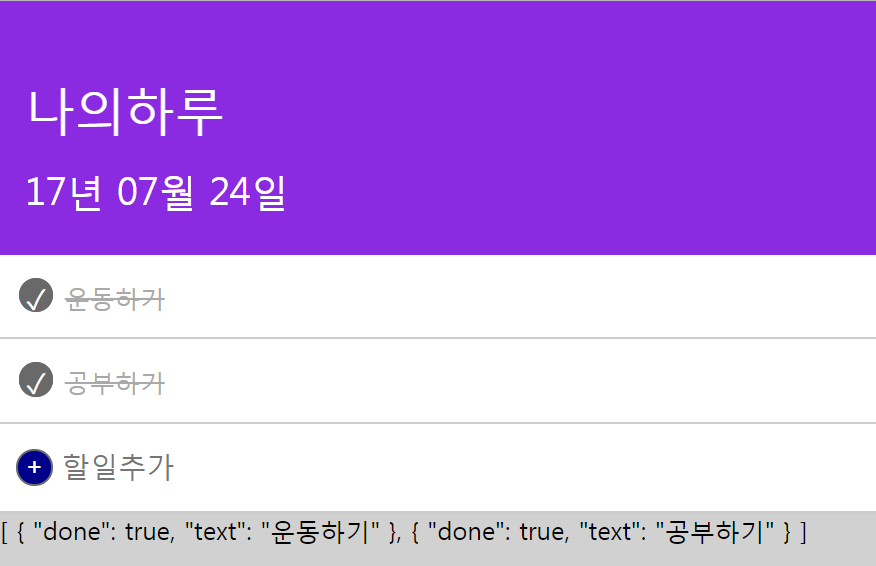 나의하루
17년 07월 24일
✓ 운동하기
✓ 공부하기
+ 할일추가
[ { "done": true, "text": "운동하기" }, { "done": true, "text": "공부하기" } ]